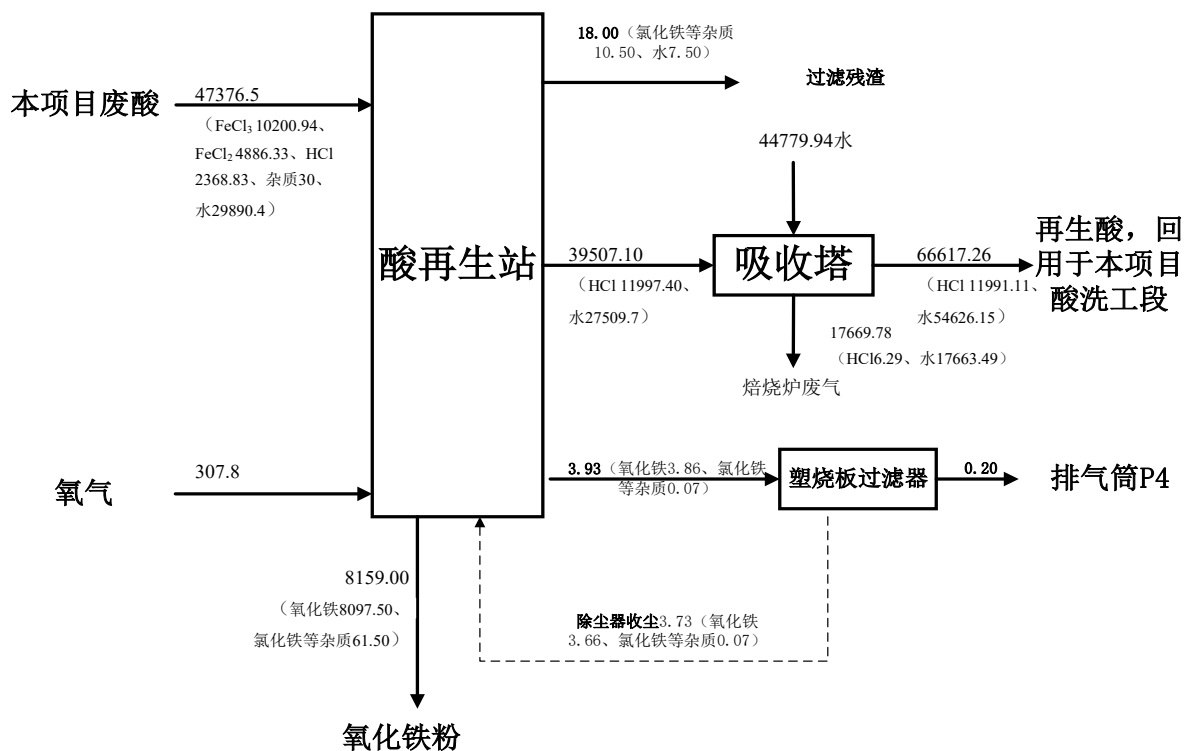 18.00（氯化铁等杂质
10.50、水7.50）
过滤残渣
本项目废酸
47376.5
（FeCl3 10200.94、
FeCl2 4886.33、HCl
2368.83、杂质30、
水29890.4）
44779.94水
酸再生站
39507.10
（HCl 11997.40、
水27509.7）
吸收塔
66617.26
（HCl 11991.11、
水54626.15）
再生酸，回
用于本项目
酸洗工段
17669.78
（HCl6.29、水17663.49）
焙烧炉废气
氧气
307.8
3.93（氧化铁3.86、氯化铁
等杂质0.07）
塑烧板过滤器
0.20
排气筒P4
8159.00
（氧化铁8097.50、
氯化铁等杂质61.50）
除尘器收尘3.73（氧化铁
3.66、氯化铁等杂质0.07）
氧化铁粉